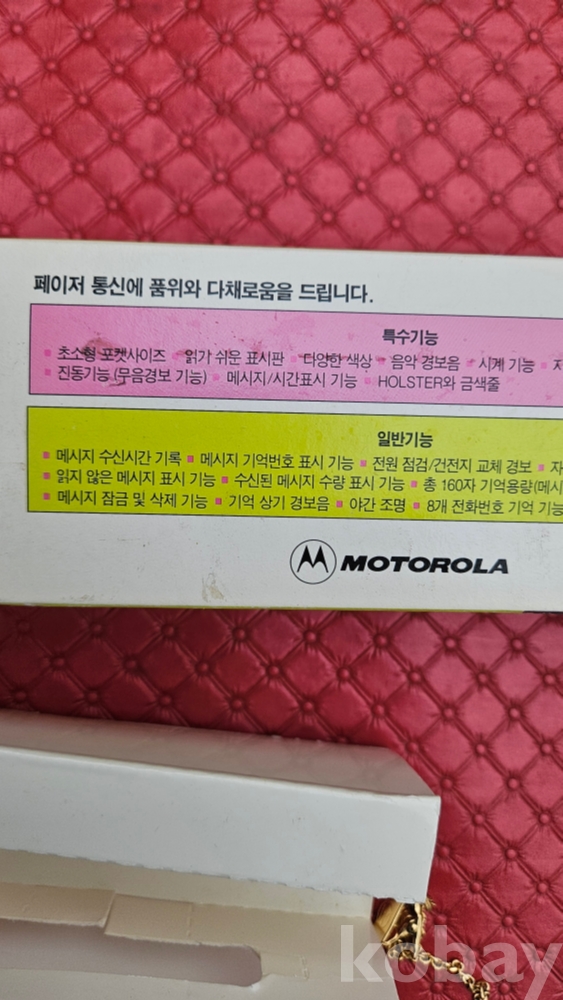 페이저 통신에 품위와 다채로움을 드립니다.
특수기능
▪ 초소형 포켓사이즈 ▪ 읽기 쉬운 표시판 ▪ 다양한 색상 ▪ 음악 경보음 ▪ 시계 기능 ▪
▪ 진동기능 (무음경보 기능) ▪ 메시지/시간표시 기능 ▪ HOLSTER와 금색줄
일반기능
▪ 메시지 수신시간 기록 ▪ 메시지 기억번호 표시 기능 ▪ 전원 점검/건전지 교체 경보 ▪ 자
▪ 읽지 않은 메시지 표시 기능 ▪ 수신된 메시지 수량 표시 기능 ▪ 총 160자 기억용량(메시
▪ 메시지 잠금 및 삭제 기능 ▪ 기억 상기 경보음 ▪ 야간 조명 ▪ 8개 전화번호 기억 기능
MOTOROLA
kobay